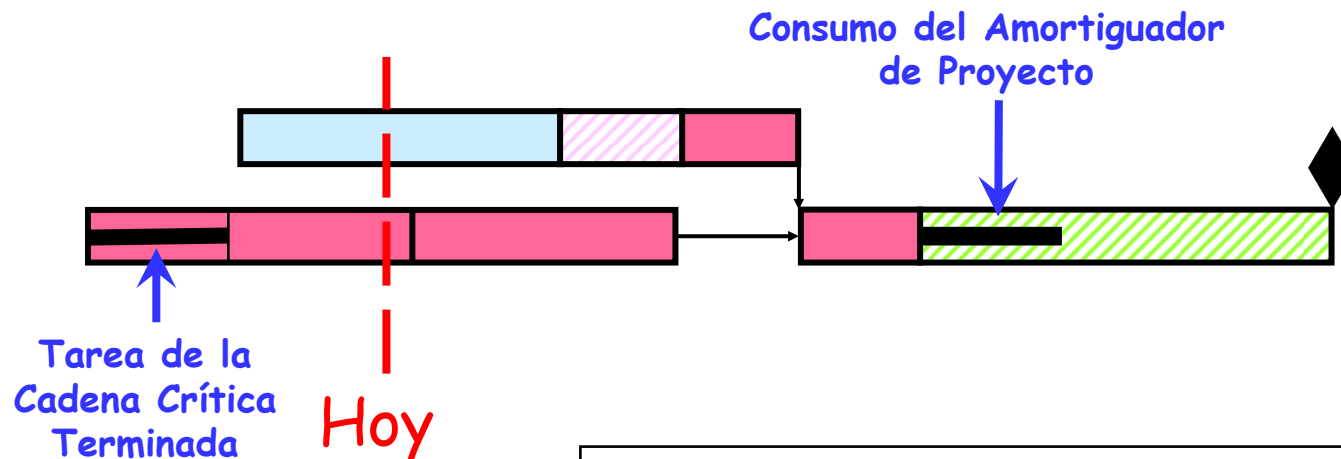 Consumo del Amortiguador
de Proyecto
Tarea de la
Cadena Crítica
Terminada
Hoy